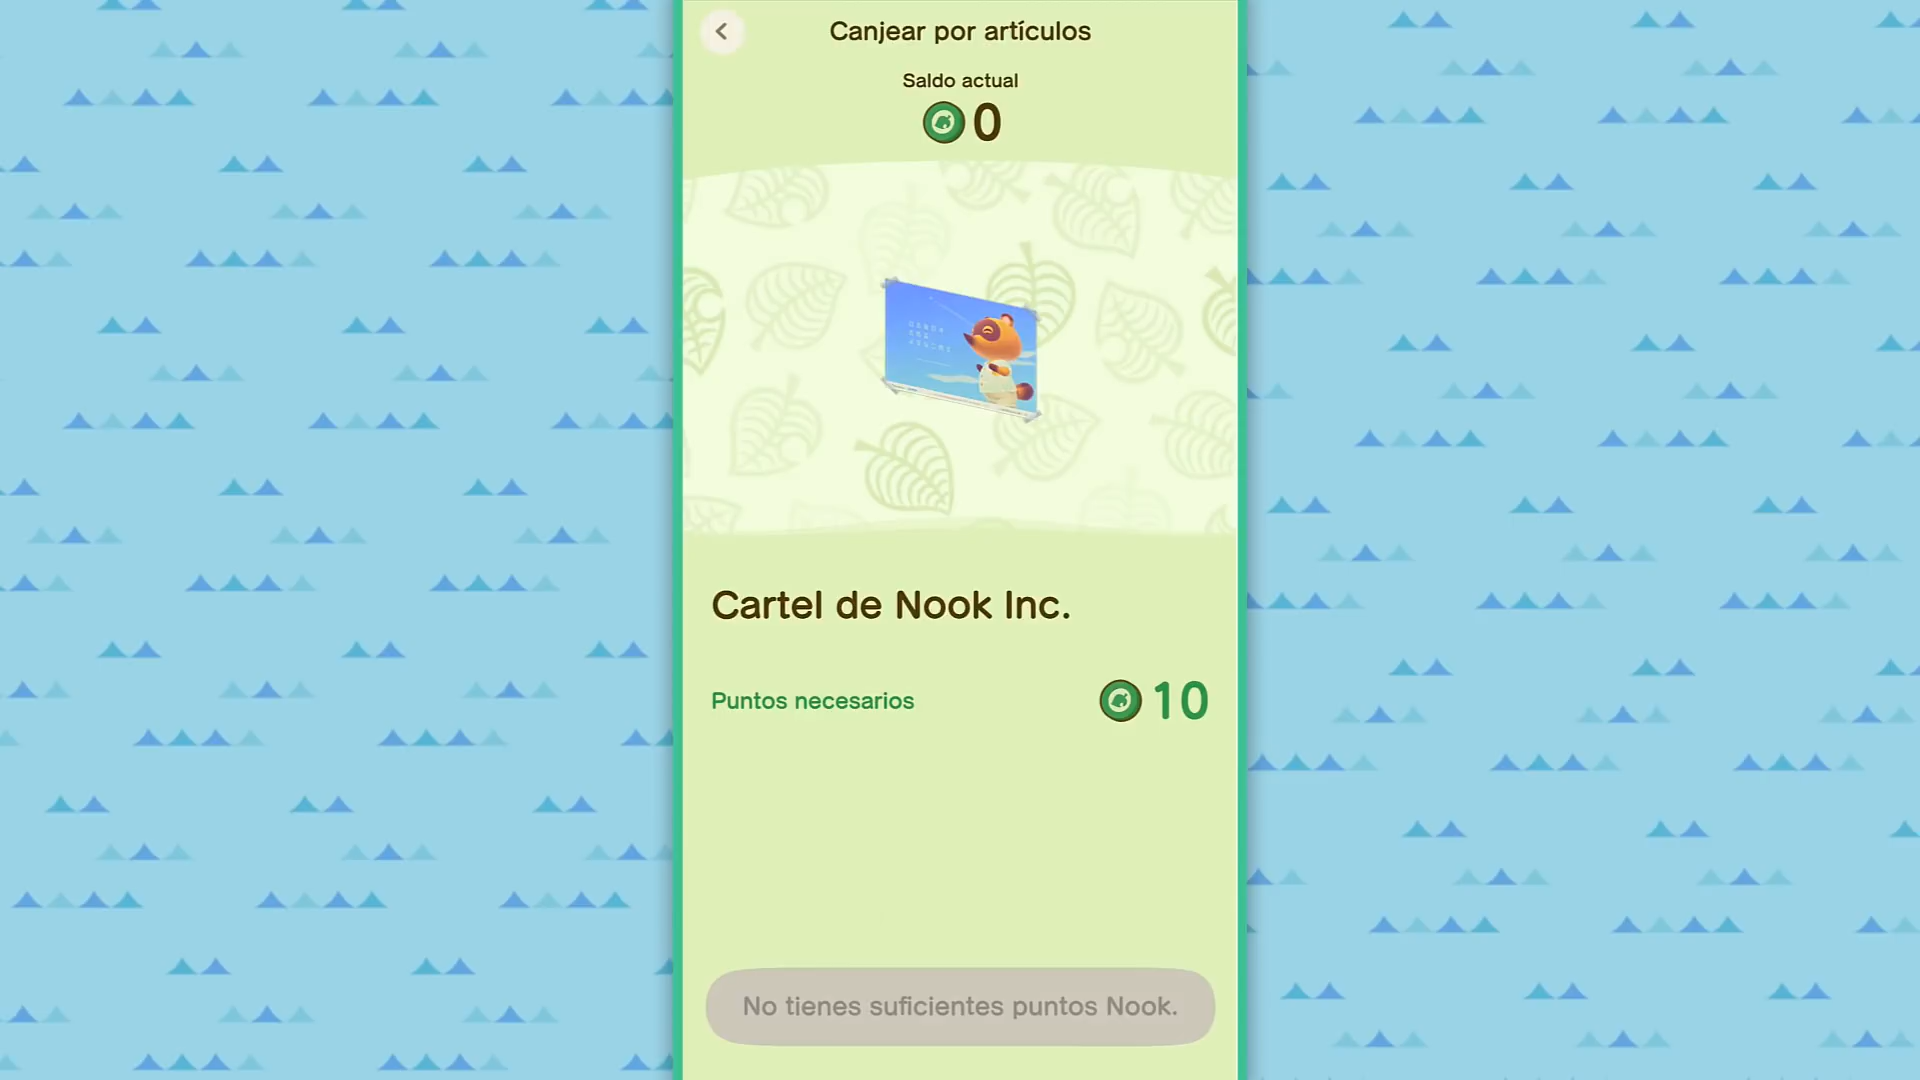 Canjear por artículos
Saldo actual
0
Cartel de Nook Inc.
Puntos necesarios
10
No tienes suficientes puntos Nook.